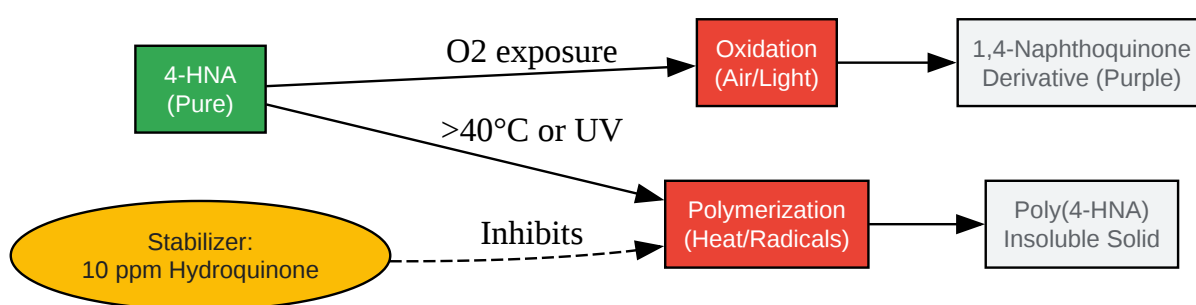 4-HNA
(Pure)
O2 exposure
Oxidation
(Air/Light)
1,4-Naphthoquinone
Derivative (Purple)
>40°C or UV
Polymerization
(Heat/Radicals)
Poly(4-HNA)
Insoluble Solid
Stabilizer:
10 ppm Hydroquinone
Inhibits